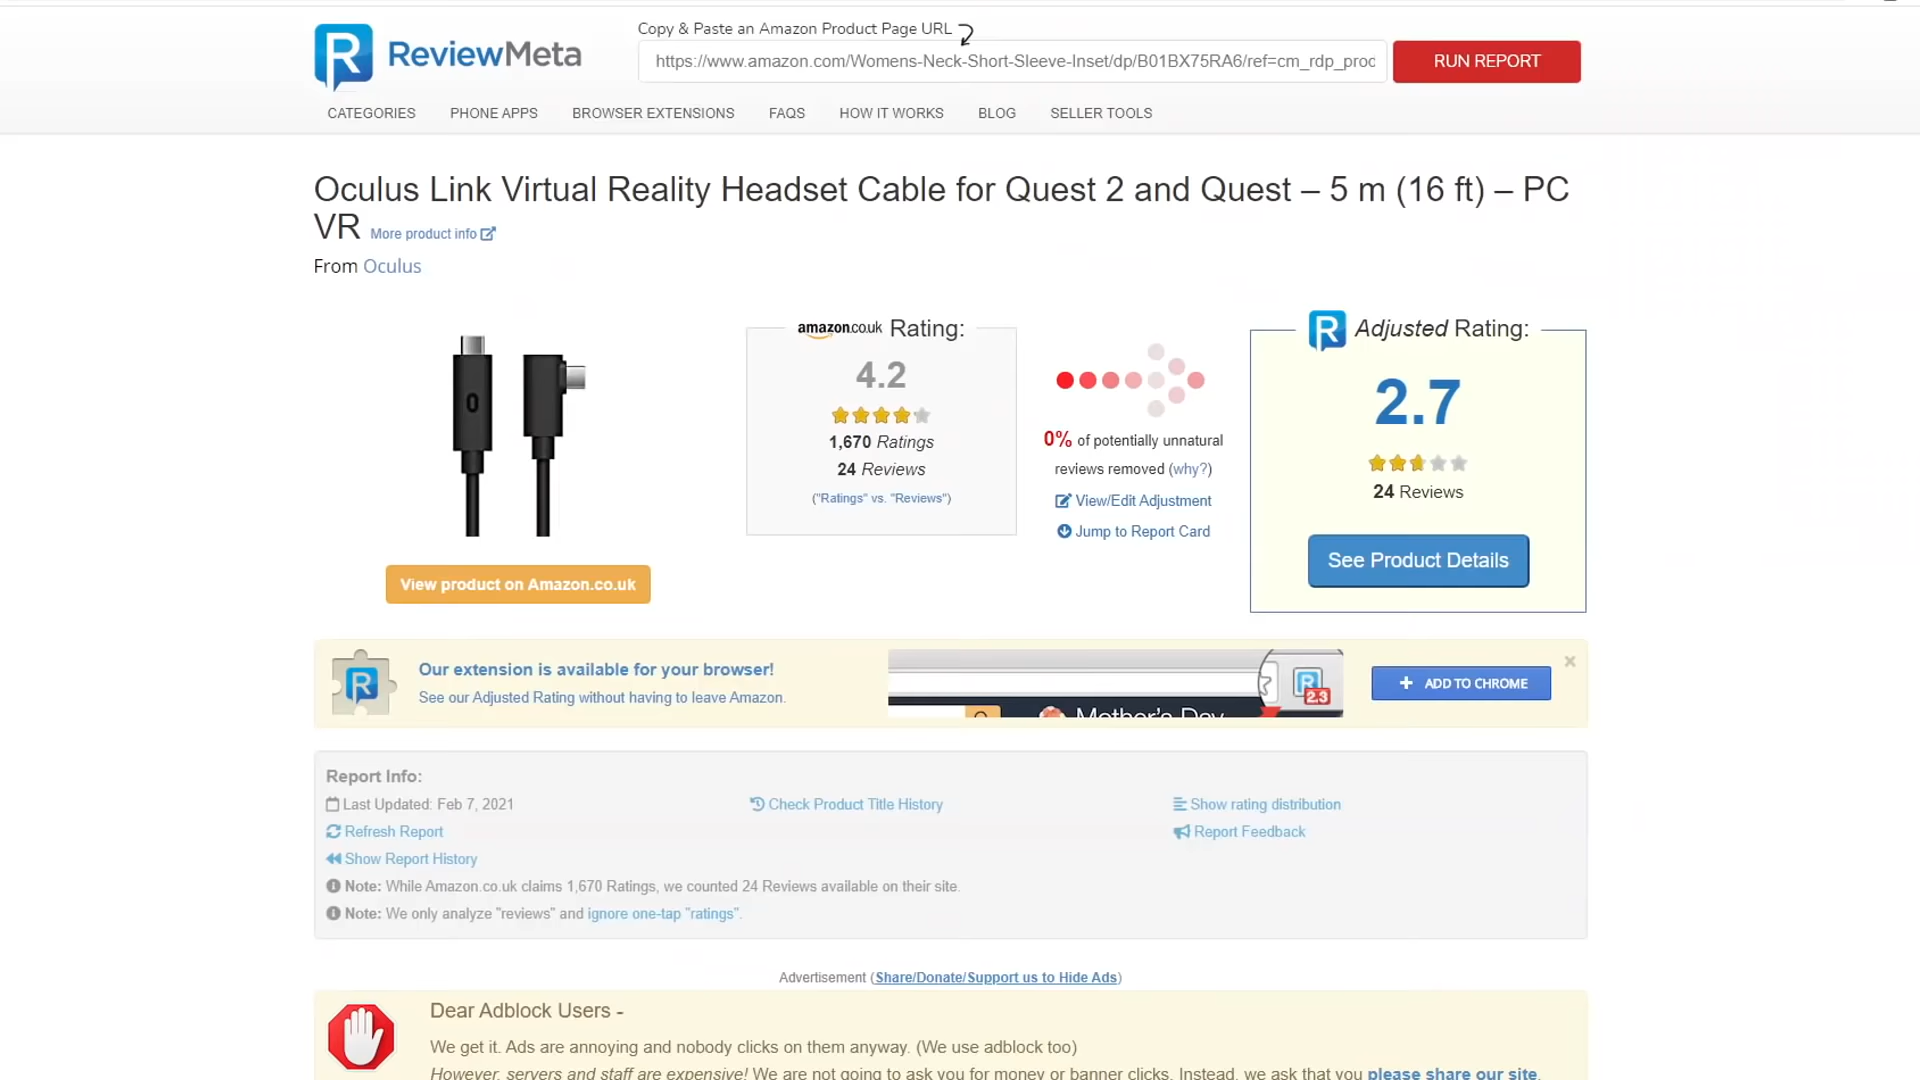 Copy & Paste an Amazon Product Page URL
ReviewMeta
https://www.amazon.com/Womens-Neck-Short-Sleeve-Inset/dp/B01BX75RA6/ref=cm_rdp_prod
RUN REPORT
CATEGORIES PHONE APPS BROWSER EXTENSIONS FAQS HOW IT WORKS BLOG SELLER TOOLS
Oculus Link Virtual Reality Headset Cable for Quest 2 and Quest – 5 m (16 ft) – PC
VR More product info
From Oculus
amazon.co.uk Rating:
4.2
1,670 Ratings
24 Reviews
("Ratings" vs. "Reviews")
0% of potentially unnatural
reviews removed (why?)
View/Edit Adjustment
Jump to Report Card
R Adjusted Rating:
2.7
24 Reviews
See Product Details
View product on Amazon.co.uk
Our extension is available for your browser!
See our Adjusted Rating without having to leave Amazon.
2.3
Mother's Day
+ ADD TO CHROME
Report Info:
Last Updated: Feb 7, 2021
Check Product Title History
Show rating distribution
Refresh Report
Report Feedback
Show Report History
Note: While Amazon.co.uk claims 1,670 Ratings, we counted 24 Reviews available on their site.
Note: We only analyze "reviews" and ignore one-tap "ratings".
Advertisement (Share/Donate/Support us to Hide Ads)
Dear Adblock Users -
We get it. Ads are annoying and nobody clicks on them anyway. (We use adblock too)
However, servers and staff are expensive! We are not going to ask you for money or banner clicks. Instead, we ask that you please share our site.